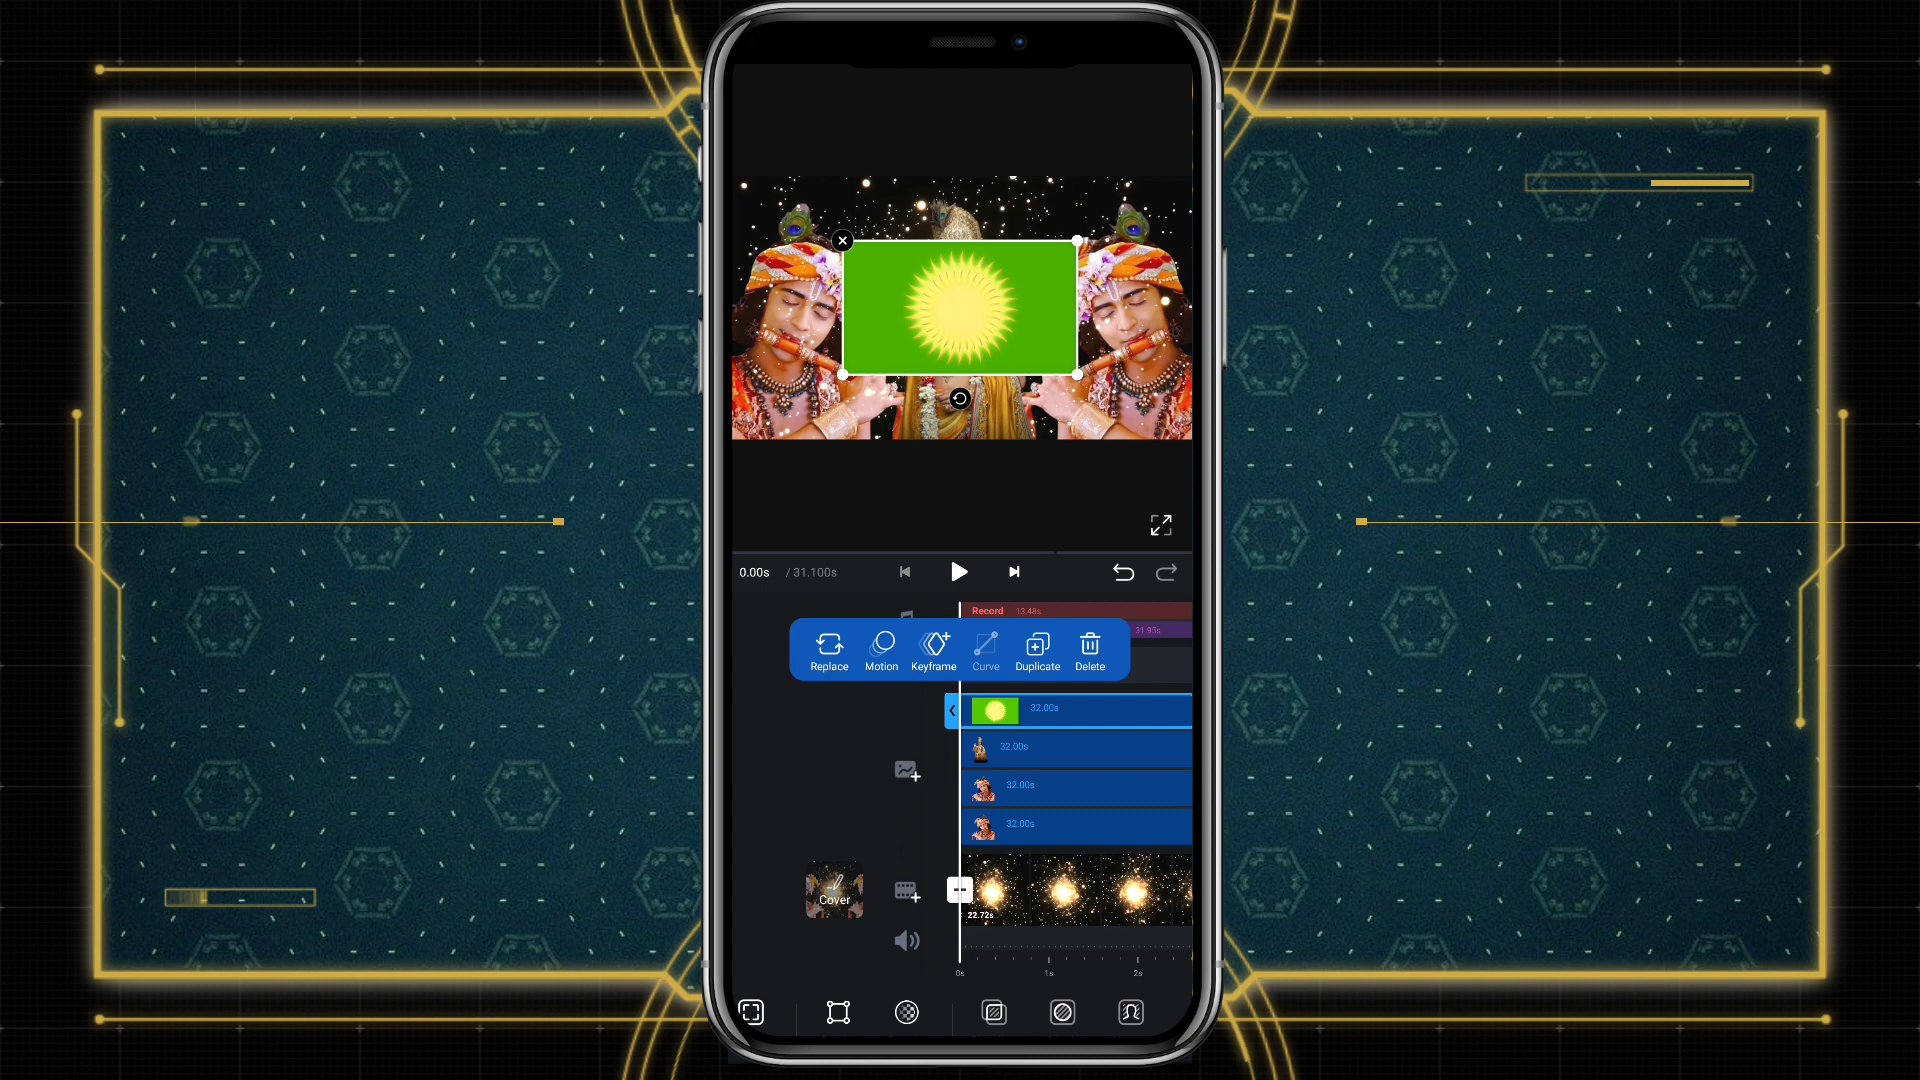 0.00s / 31.100s
Record 13.48s
31.95s
Replace Motion Keyframe Curve Duplicate Delete
32.00s
32.00s
32.00s
32.00s
Cover
22.72s
0s 1s 2s